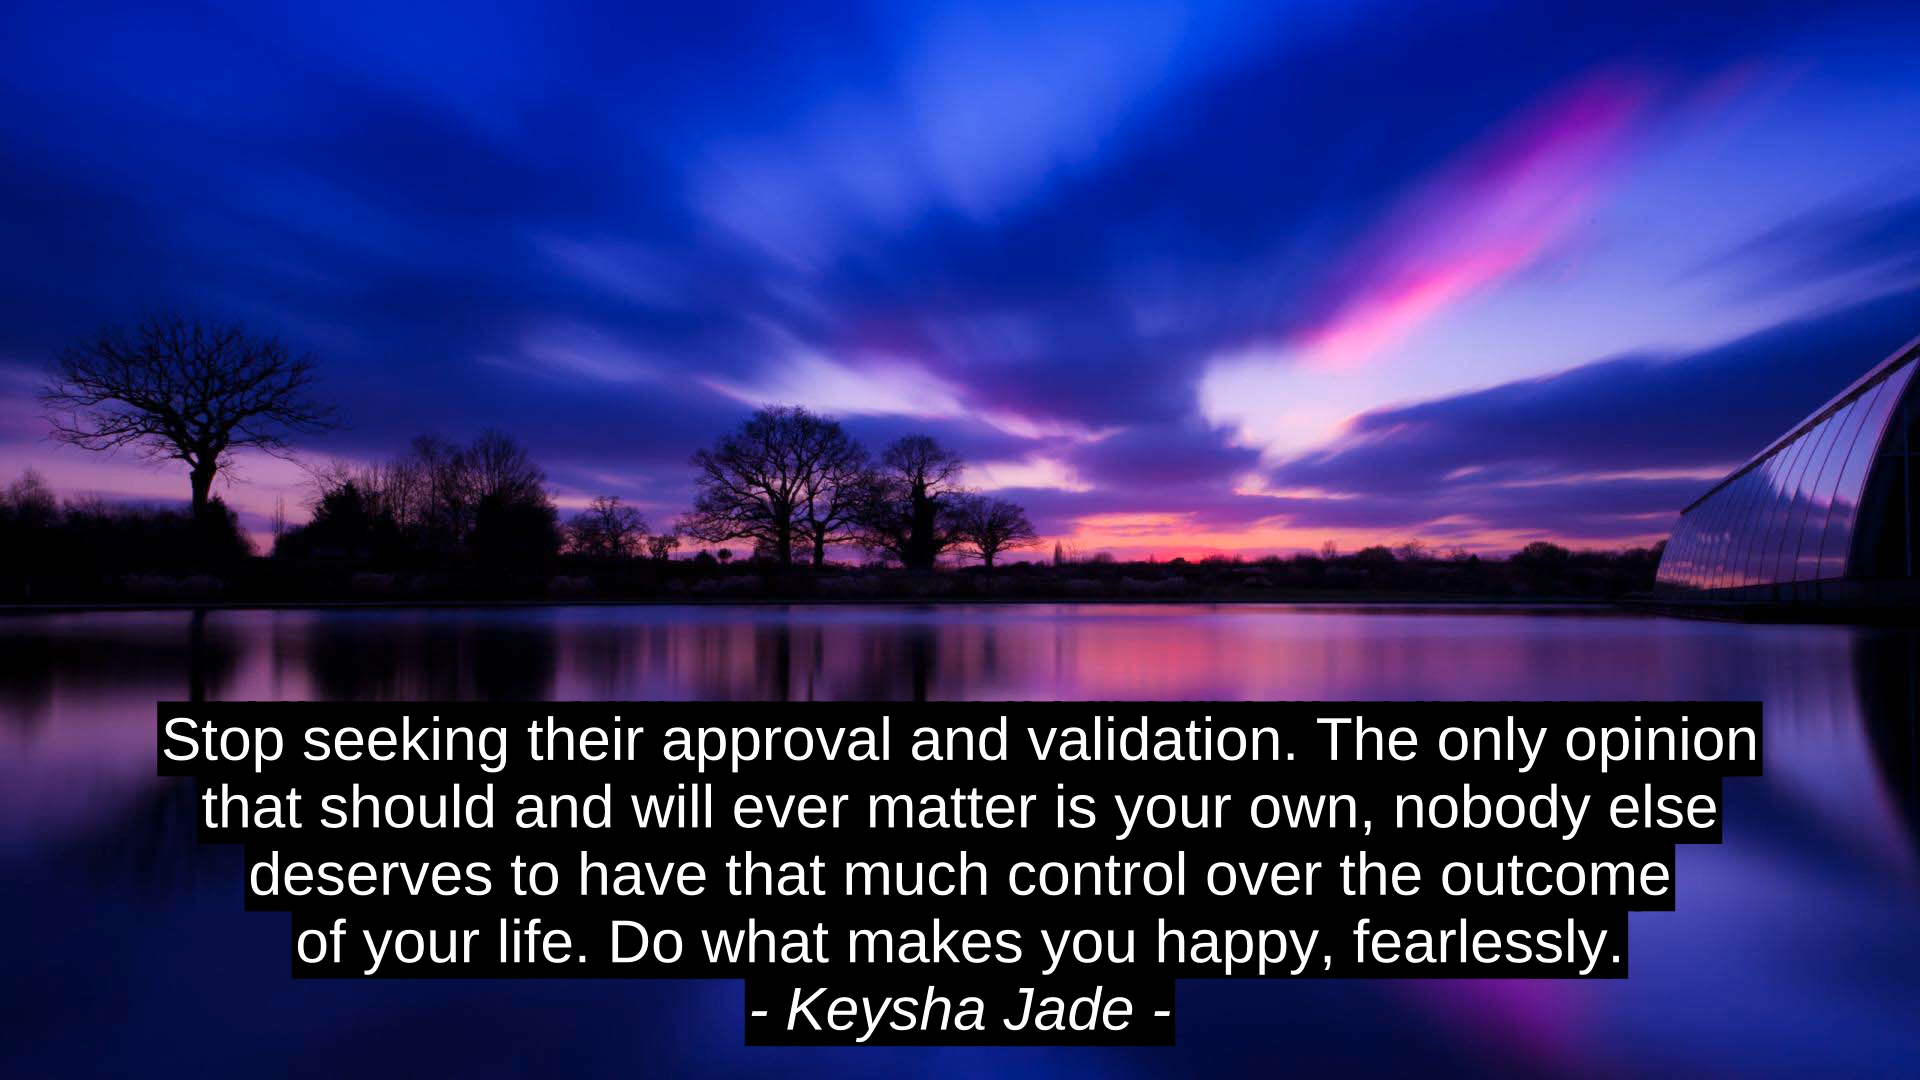 Stop seeking their approval and validation. The only opinion
that should and will ever matter is your own, nobody else
deserves to have that much control over the outcome
of your life. Do what makes you happy, fearlessly.
- Keysha Jade -